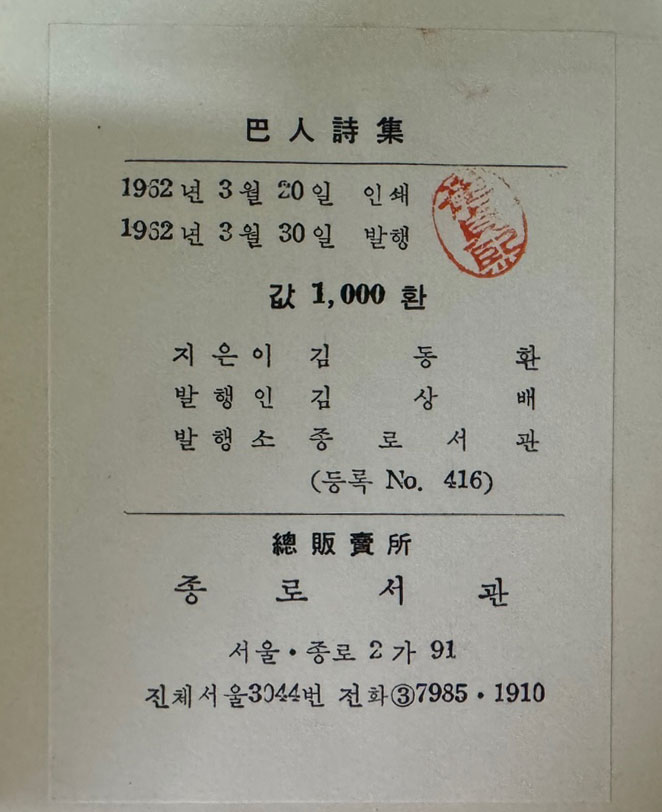 巴人詩集
1962년 3월 20일 인쇄
1962년 3월 30일 발행
값 1,000 환
지은이 김동환
발행인 김상배
발행소 종로서관
(등록 No. 416)
總販賣所
종로서관
서울·종로 2가 91
진체서울3044번 전화③7985·1910